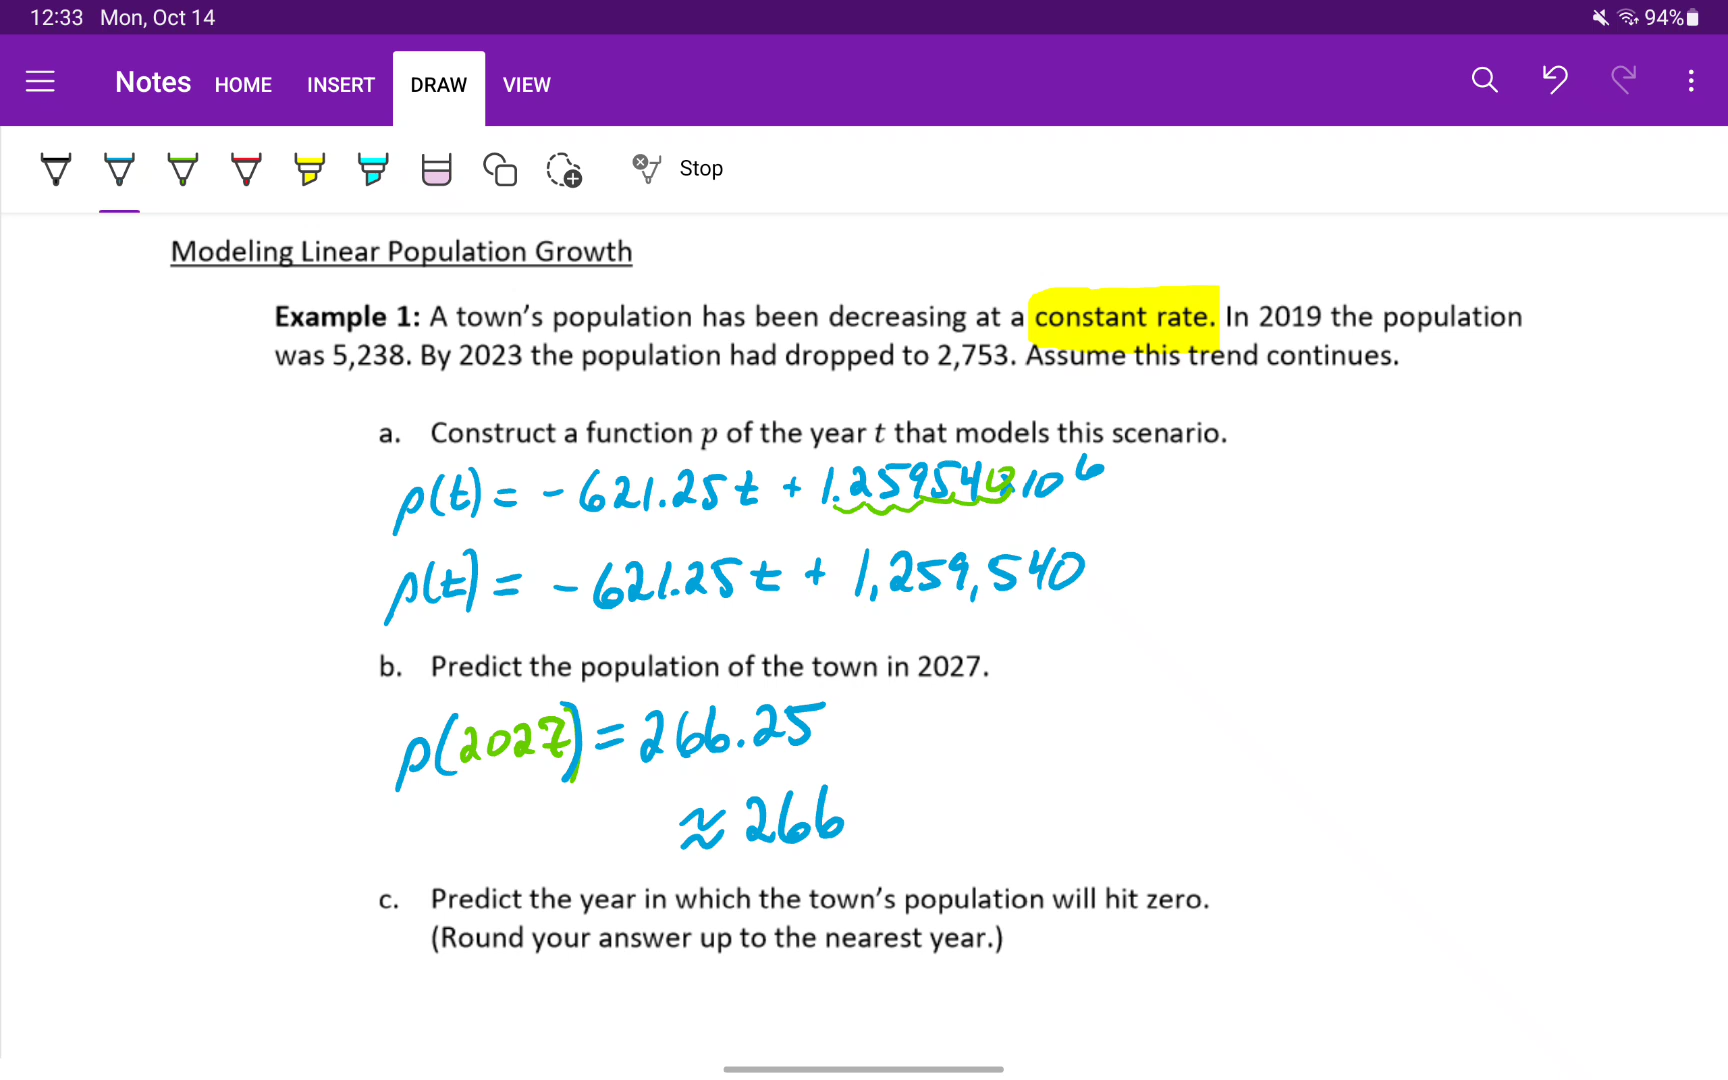 12:33 Mon, Oct 14 94%
Notes HOME INSERT DRAW VIEW
Stop
Modeling Linear Population Growth
Example 1: A town's population has been decreasing at a constant rate. In 2019 the population
was 5,238. By 2023 the population had dropped to 2,753. Assume this trend continues.
a. Construct a function p of the year t that models this scenario.
p(t) = -621.25t + 1.25954 × 10^6
p(t) = -621.25t + 1,259,540
b. Predict the population of the town in 2027.
p(2027) = 266.25
≈ 266
c. Predict the year in which the town's population will hit zero.
(Round your answer up to the nearest year.)